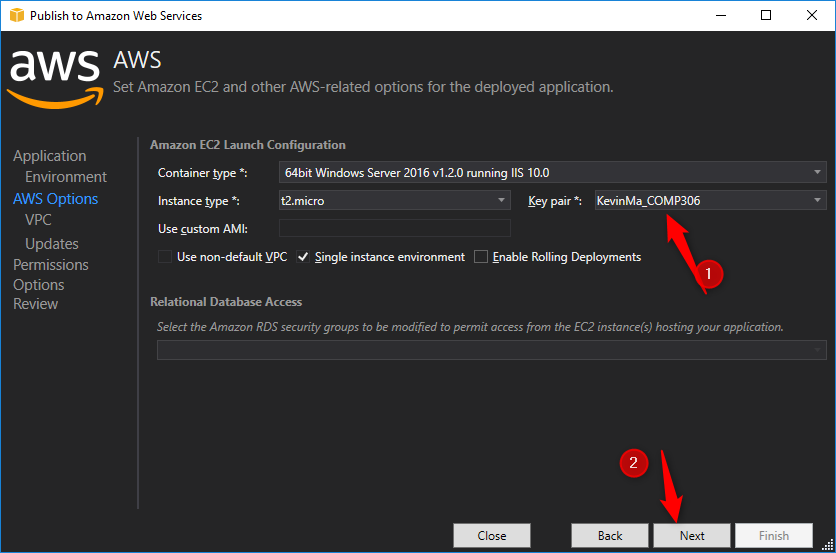 Publish to Amazon Web Services
aws
AWS
Set Amazon EC2 and other AWS-related options for the deployed application.
Application
Environment
AWS Options
VPC
Updates
Permissions
Options
Review
Amazon EC2 Launch Configuration
Container type *: 64bit Windows Server 2016 v1.2.0 running IIS 10.0
Instance type *: t2.micro Key pair *: KevinMa_COMP306
Use custom AMI:
Use non-default VPC Single instance environment Enable Rolling Deployments
1
Relational Database Access
Select the Amazon RDS security groups to be modified to permit access from the EC2 instance(s) hosting your application.
2
Close Back Next Finish